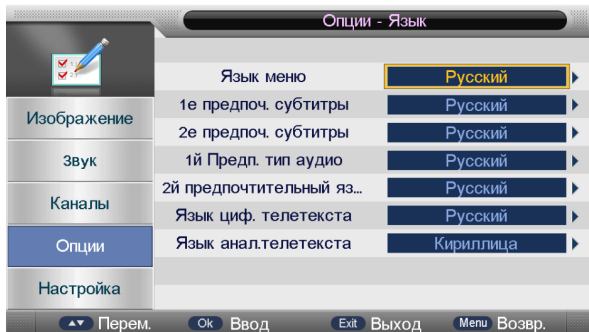 Опции - Язык
Изображение
Звук
Каналы
Опции
Настройка
Язык меню Русский
1е предпоч. субтитры Русский
2е предпоч. субтитры Русский
1й Предп. тип аудио Русский
2й предпочтительный яз... Русский
Язык циф. телетекста Русский
Язык анал.телетекста Кириллица
Перем. Ok Ввод Exit Выход Menu Возвр.